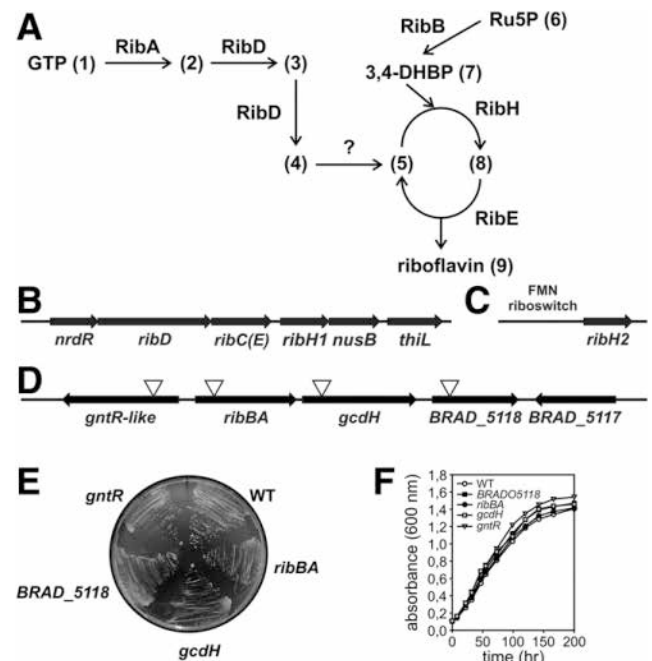 A
GTP (1) RibA (2) RibD (3) RibB Ru5P (6)
3,4-DHBP (7)
RibD RibH
(4) ? (5) (8)
RibE
riboflavin (9)
B
nrdR ribD ribC(E) ribH1 nusB thiL
C
FMN
riboswitch
ribH2
D
gntR-like ribBA gcdH BRAD_5118 BRAD_5117
E
gntR WT
ribBA
BRAD_5118
gcdH
F
absorbance (600 nm)
1,8
1,6
1,4
1,2
1,0
0,8
0,6
0,4
0,2
0,0
WT
BRADO5118
ribBA
gcdH
gntR
0 50 100 150 200
time (hr)